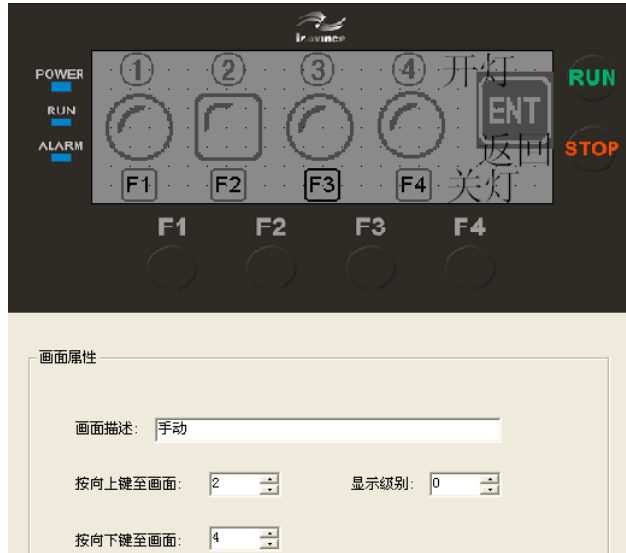 irovince
POWER
RUN
ALARM
① ② ③ ④ 开灯
ENT
返回
F1 F2 F3 F4 关灯
RUN
STOP
F1 F2 F3 F4
画面属性
画面描述: 手动
按向上键至画面: 2 显示级别: 0
按向下键至画面: 4